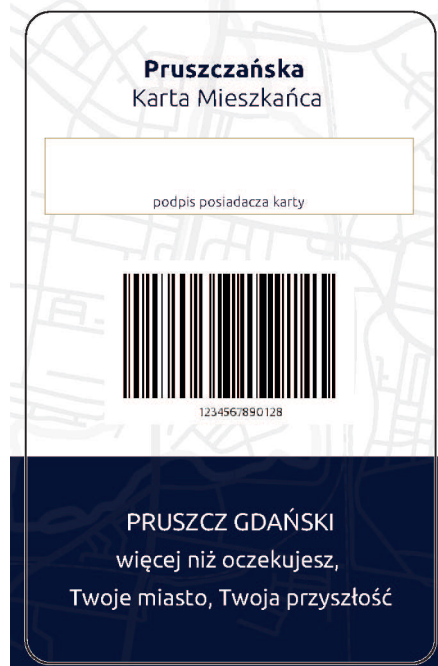 Pruszczańska
Karta Mieszkańca
podpis posiadacza karty
1234567890128
PRUSZCZ GDAŃSKI
więcej niż oczekujesz,
Twoje miasto, Twoja przyszłość